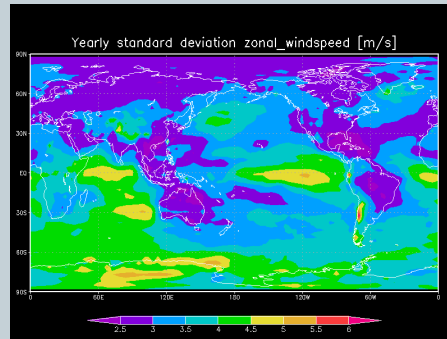 Yearly standard deviation zonal_windspeed [m/s]
90N
60N
30N
EQ
30S
60S
90S
0 60E 120E 180 120W 60W 0
2.5 3 3.5 4 4.5 5 5.5 6